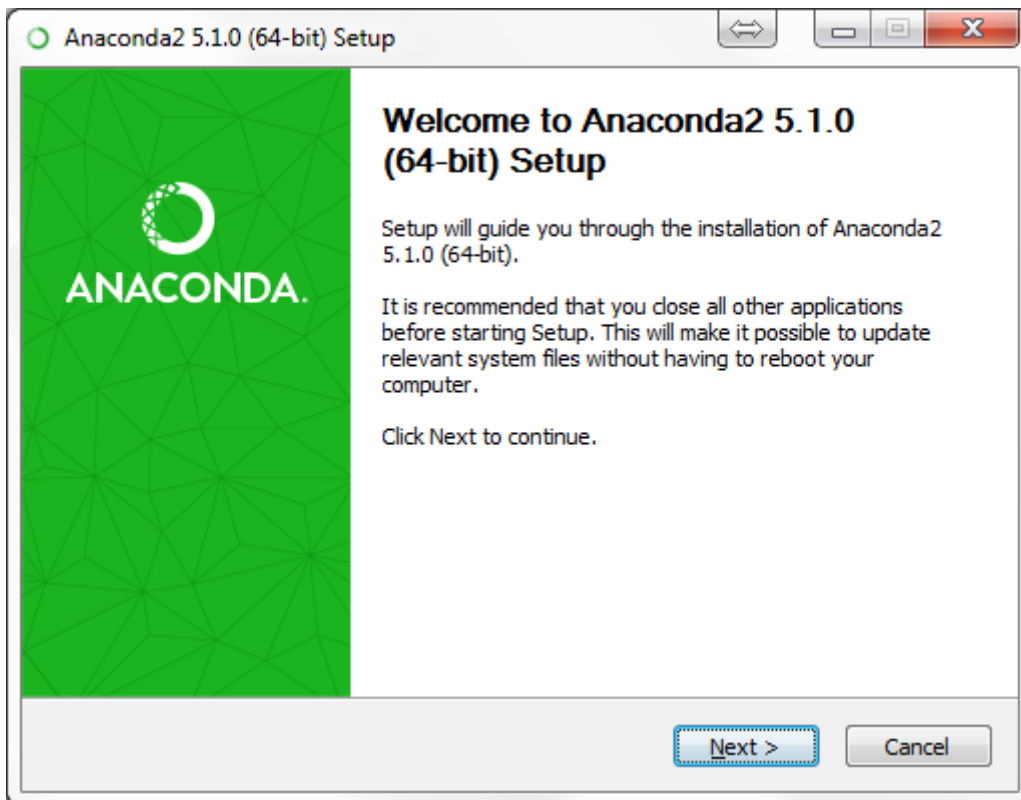 Anaconda2 5.1.0 (64-bit) Setup
Welcome to Anaconda2 5.1.0
(64-bit) Setup
ANACONDA.
Setup will guide you through the installation of Anaconda2
5.1.0 (64-bit).
It is recommended that you close all other applications
before starting Setup. This will make it possible to update
relevant system files without having to reboot your
computer.
Click Next to continue.
Next >
Cancel